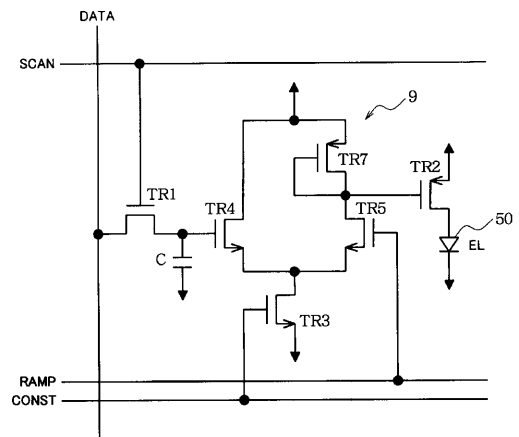 DATA
SCAN
9
TR7
TR2
TR1
TR4
TR5
50
EL
C
TR3
RAMP
CONST